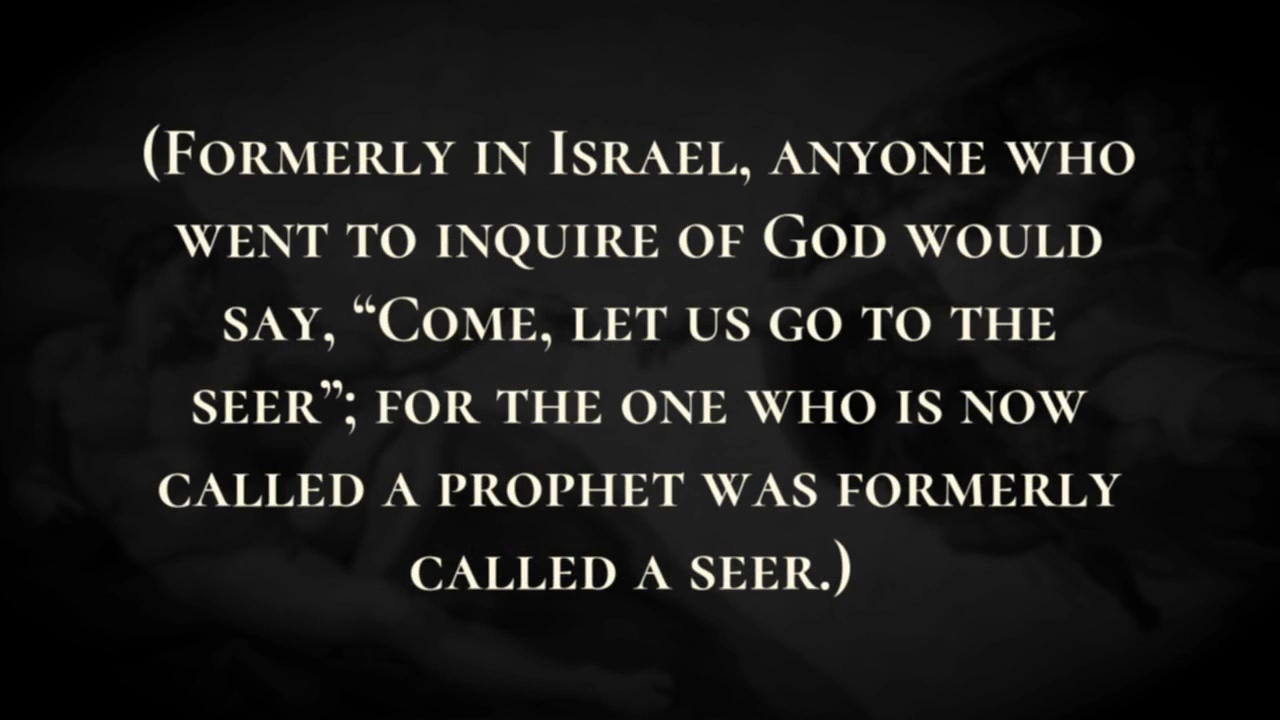 (Formerly in Israel, anyone who
went to inquire of God would
say, “Come, let us go to the
seer”; for the one who is now
called a prophet was formerly
called a seer.)